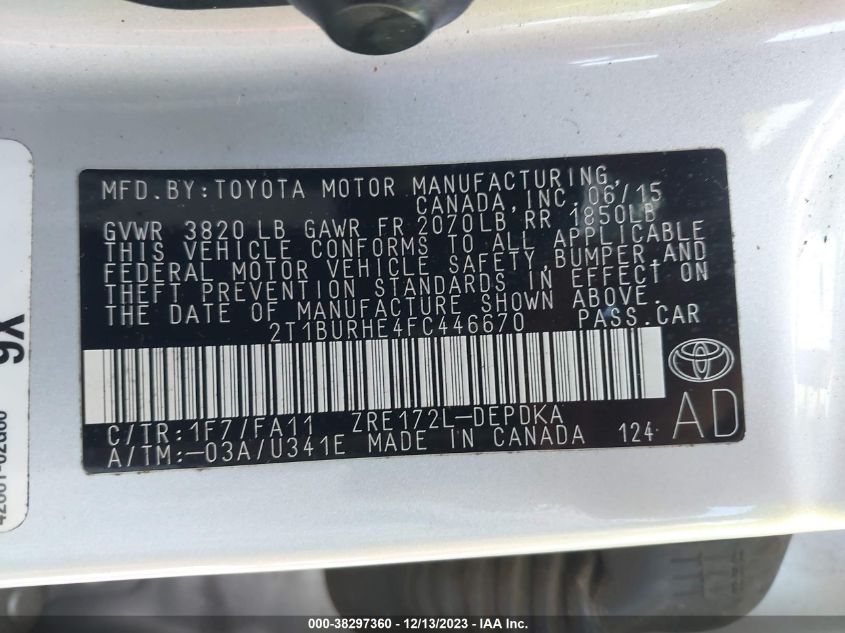 MFD. BY: TOYOTA MOTOR MANUFACTURING,
CANADA, INC. 06/15
GVWR 3820 LB GAWR FR 2070LB RR 1850LB
THIS VEHICLE CONFORMS TO ALL APPLICABLE
FEDERAL MOTOR VEHICLE SAFETY, BUMPER, AND
THEFT PREVENTION STANDARDS IN EFFECT ON
THE DATE OF MANUFACTURE SHOWN ABOVE.
2T1BURHE4FC446670 PASS. CAR
C/TR: 1F7/FA11 ZRE172L-DEPDKA
A/TM: -03A/U341E MADE IN CANADA 124 AD
000-38297360 - 12/13/2023 - IAA Inc.